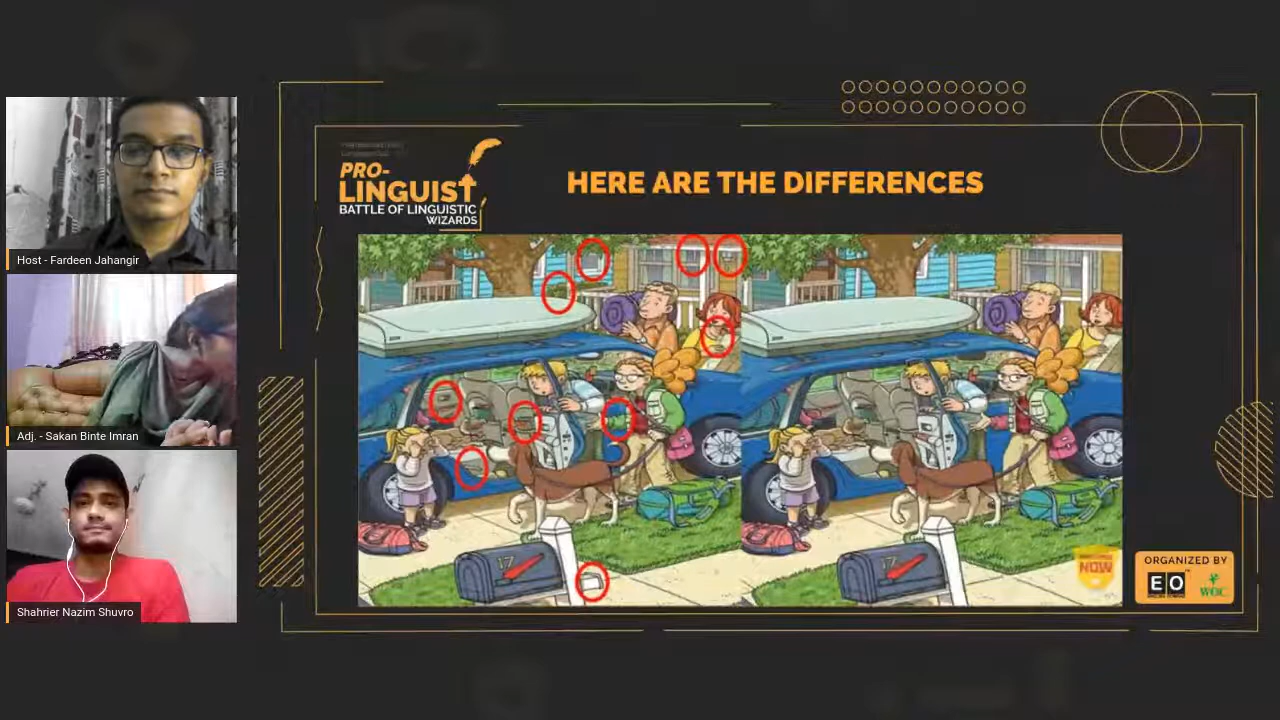 Host - Fardeen Jahangir
Adj. - Sakan Binte Imran
Shahrier Nazim Shuvro
PRO-
LINGUIST
BATTLE OF LINGUISTIC
WIZARDS
HERE ARE THE DIFFERENCES
17
17
NOW
ORGANIZED BY
EO
WOC